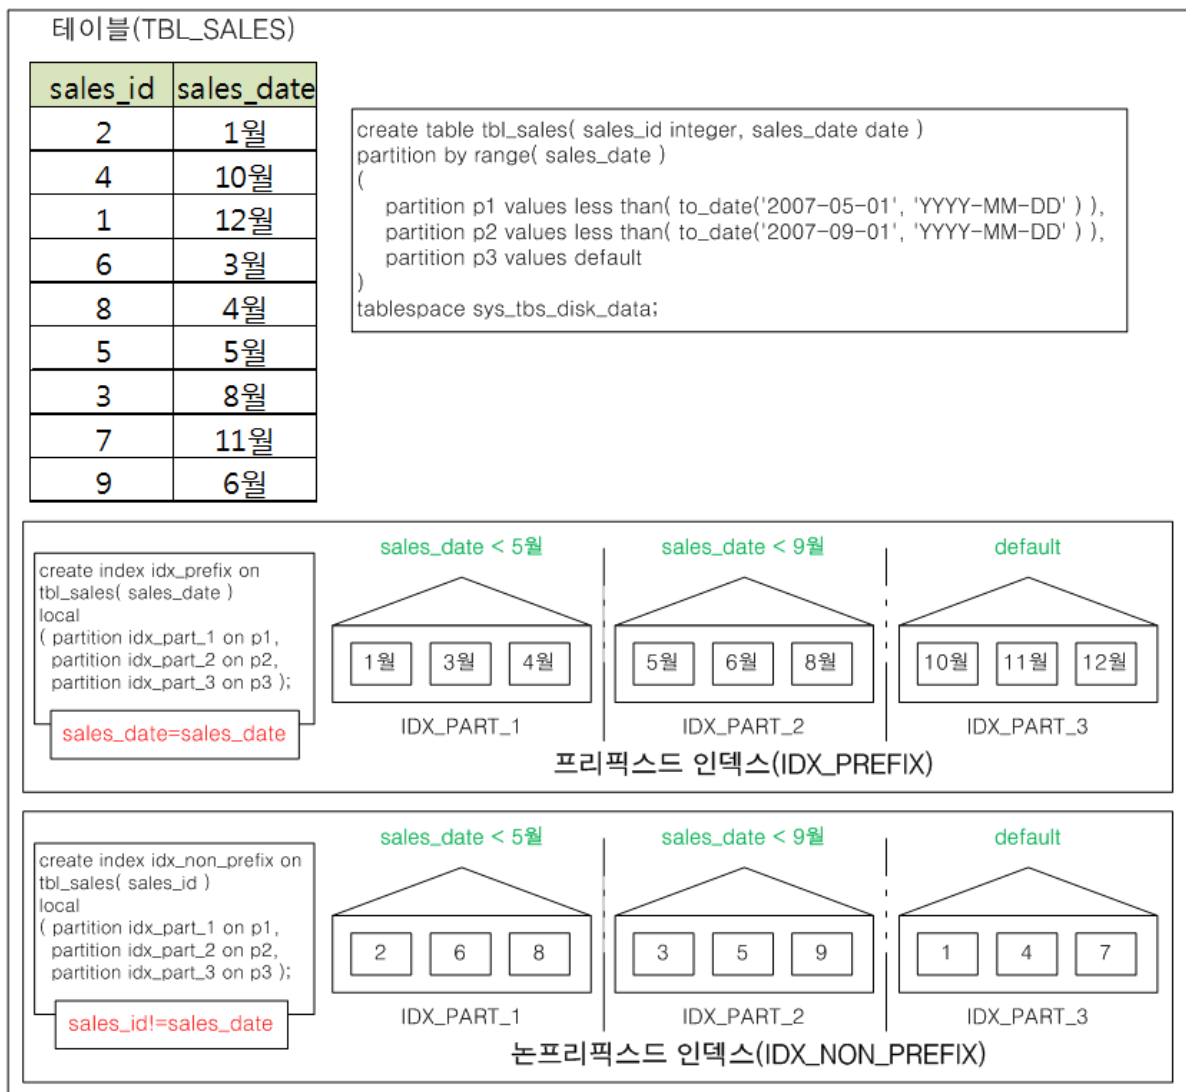 테이블(TBL_SALES)
sales_id sales_date
2 1월
4 10월
1 12월
6 3월
8 4월
5 5월
3 8월
7 11월
9 6월
create table tbl_sales( sales_id integer, sales_date date )
partition by range( sales_date )
(
partition p1 values less than( to_date('2007-05-01', 'YYYY-MM-DD' ) ),
partition p2 values less than( to_date('2007-09-01', 'YYYY-MM-DD' ) ),
partition p3 values default
)
tablespace sys_tbs_disk_data;
create index idx_prefix on
tbl_sales( sales_date )
local
( partition idx_part_1 on p1,
partition idx_part_2 on p2,
partition idx_part_3 on p3 );
sales_date=sales_date
sales_date < 5월 sales_date < 9월 default
1월 3월 4월 5월 6월 8월 10월 11월 12월
IDX_PART_1 IDX_PART_2 IDX_PART_3
프리픽스드 인덱스(IDX_PREFIX)
create index idx_non_prefix on
tbl_sales( sales_id )
local
( partition idx_part_1 on p1,
partition idx_part_2 on p2,
partition idx_part_3 on p3 );
sales_id!=sales_date
sales_date < 5월 sales_date < 9월 default
2 6 8 3 5 9 1 4 7
IDX_PART_1 IDX_PART_2 IDX_PART_3
논프리픽스드 인덱스(IDX_NON_PREFIX)